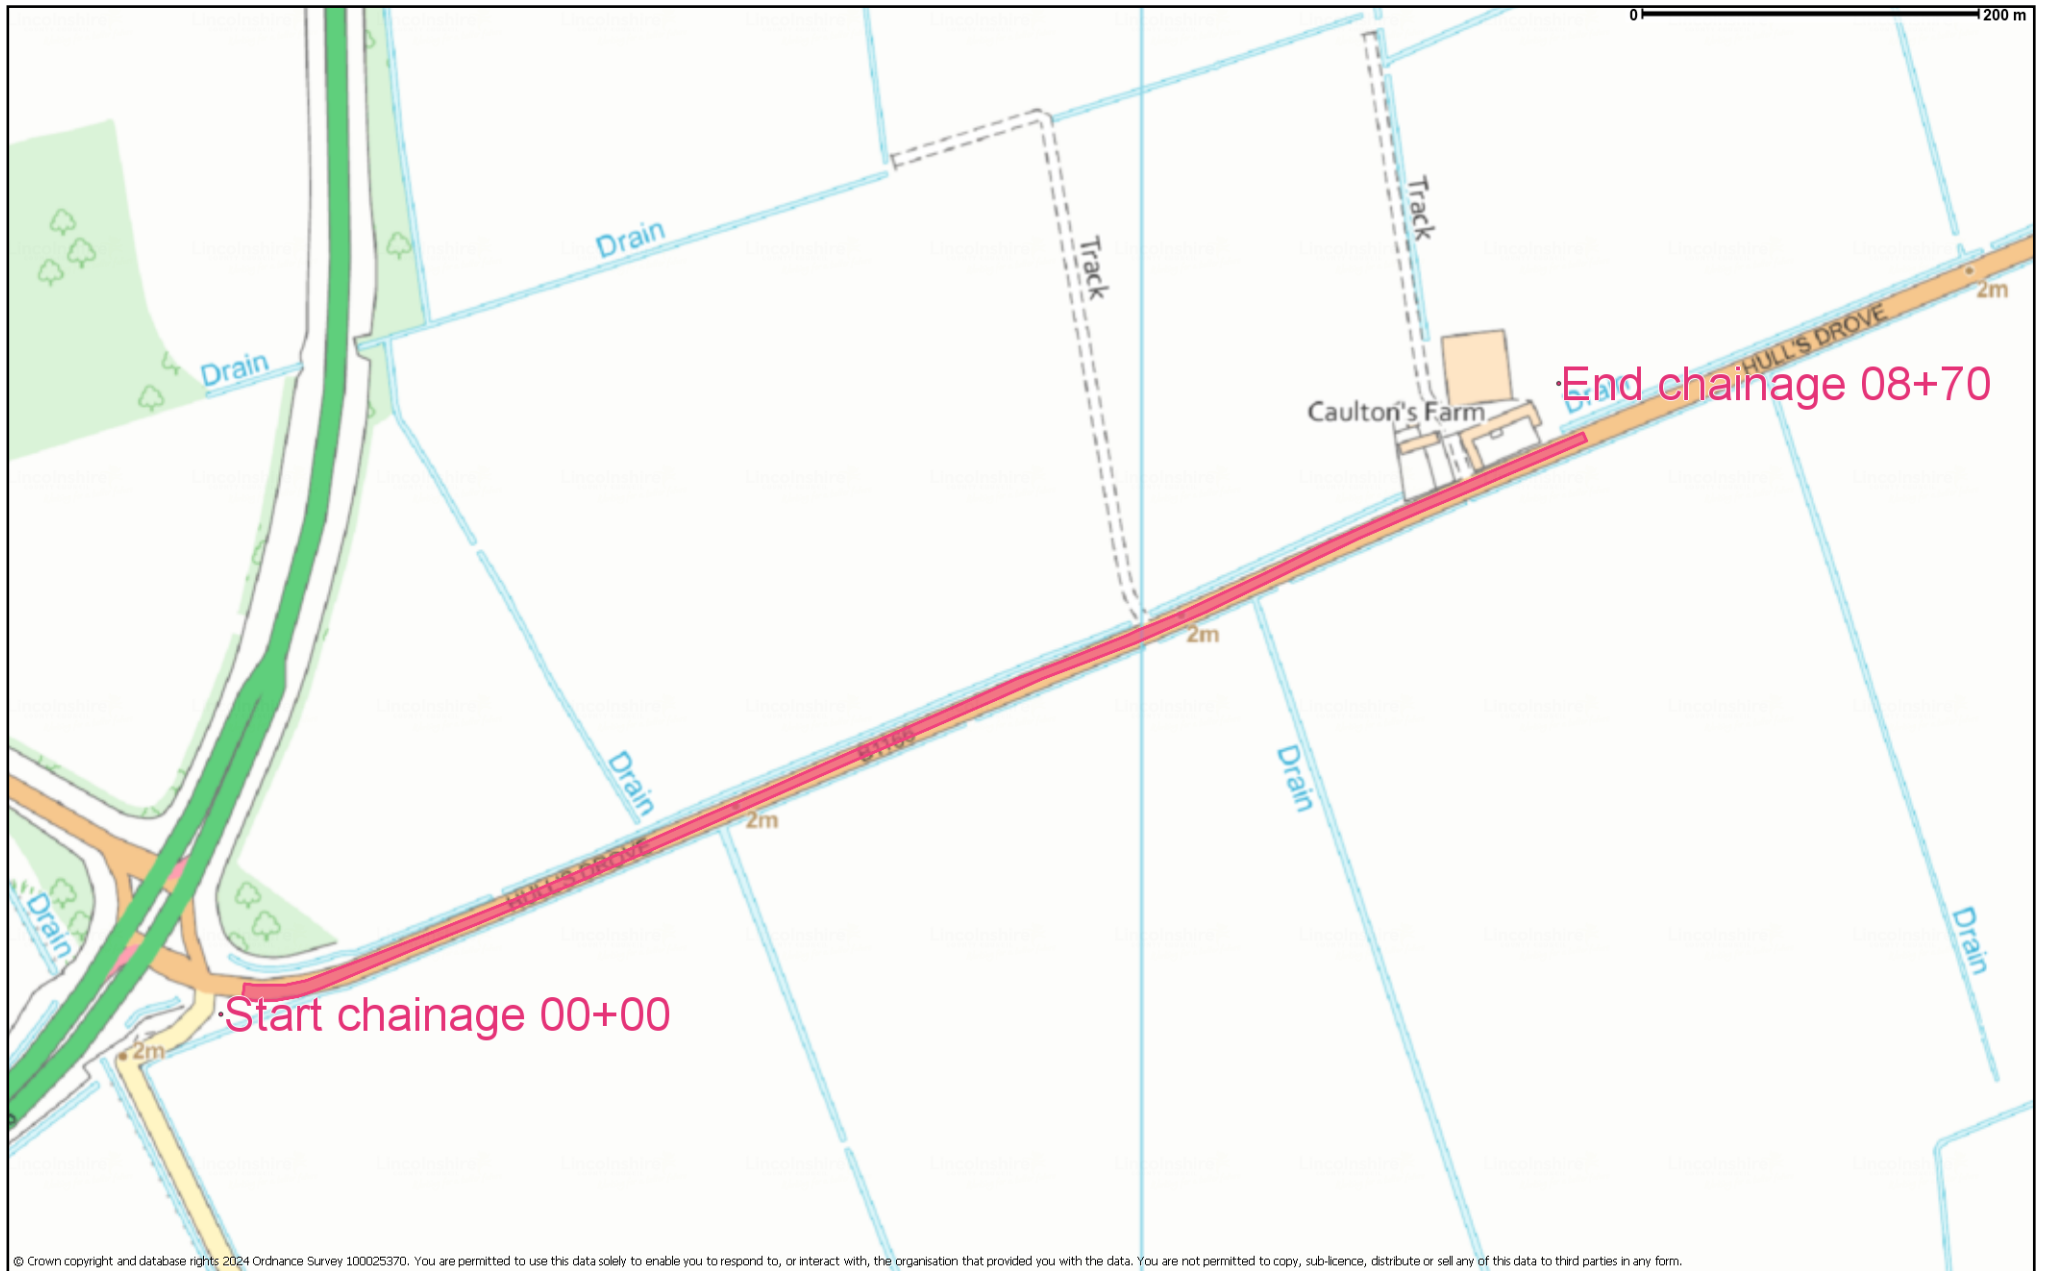 0 200 m
Track
Drain
Track
2m
HULL'S DROVE
Drain
End chainage 08+70
Drain
Caulton's Farm
2m
B1166
Drain
Drain
2m
HULL'S DROVE
Drain
Drain
Start chainage 00+00
2m
© Crown copyright and database rights 2024 Ordnance Survey 100025370. You are permitted to use this data solely to enable you to respond to, or interact with, the organisation that provided you with the data. You are not permitted to copy, sub-licence, distribute or sell any of this data to third parties in any form.